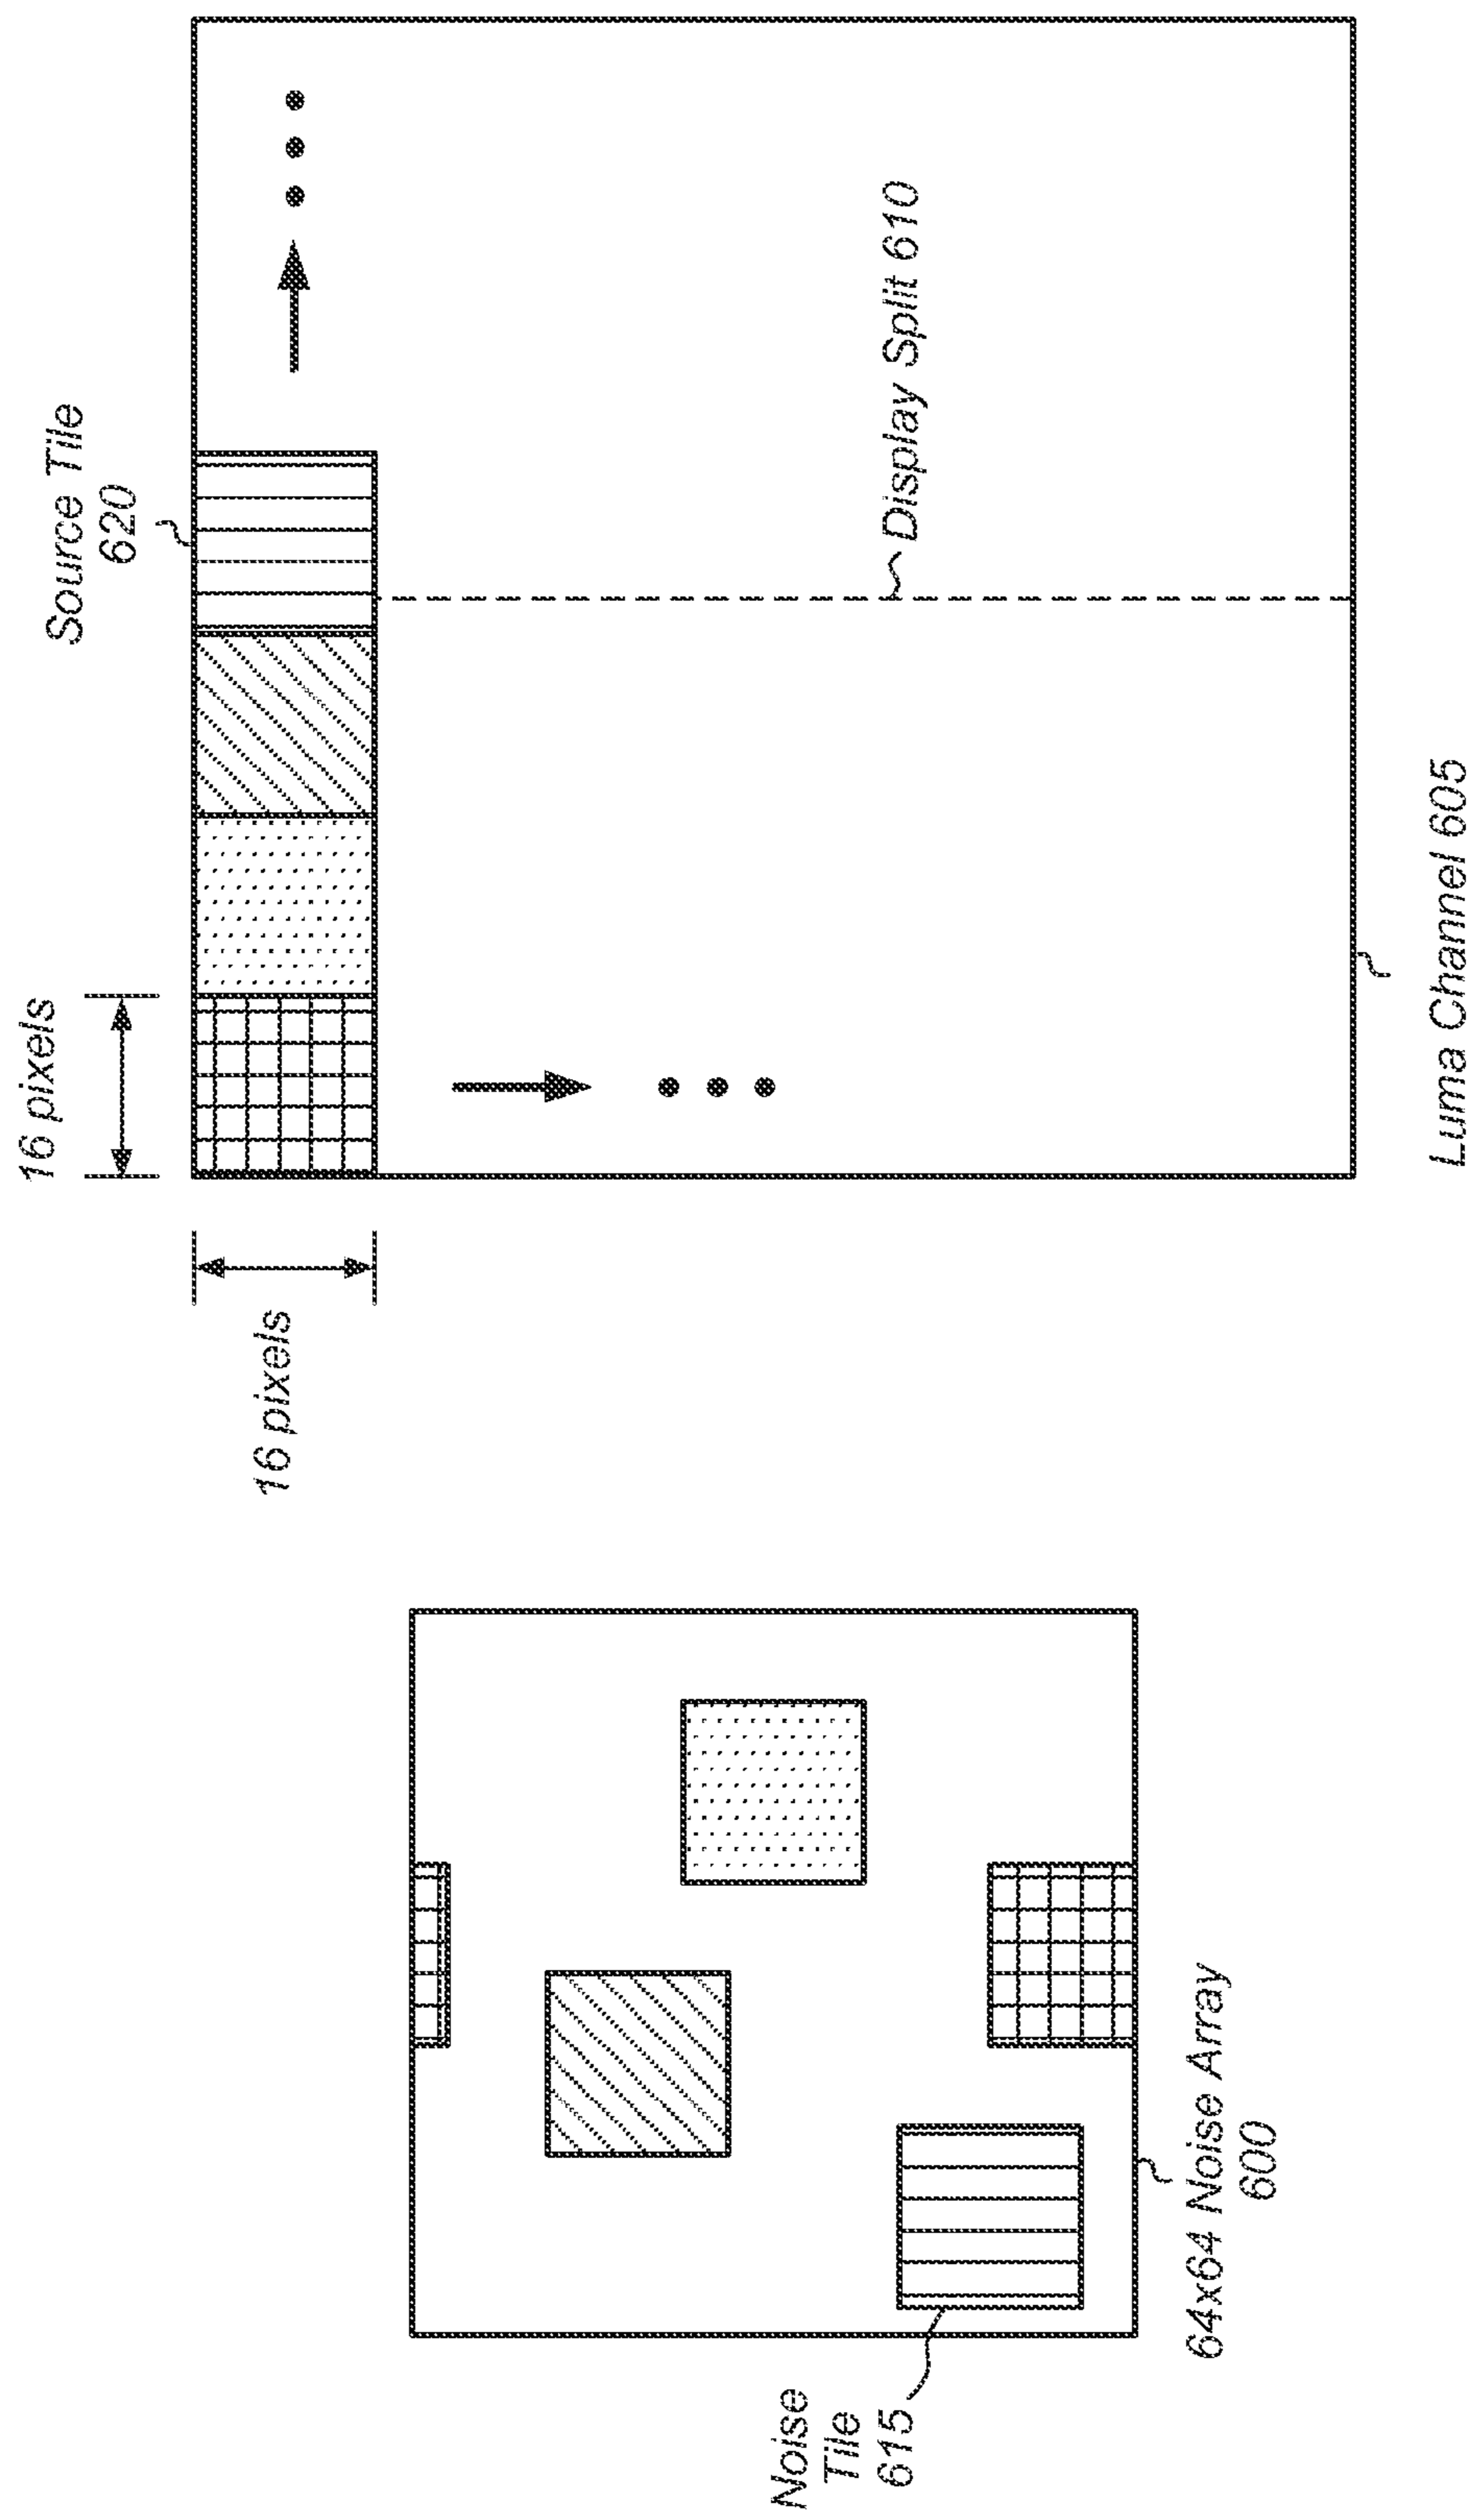 Noise
Tile
615
64x64 Noise Array
600
16 pixels
16 pixels
Source Tile
620
Display Split 610
Luma Channel 605